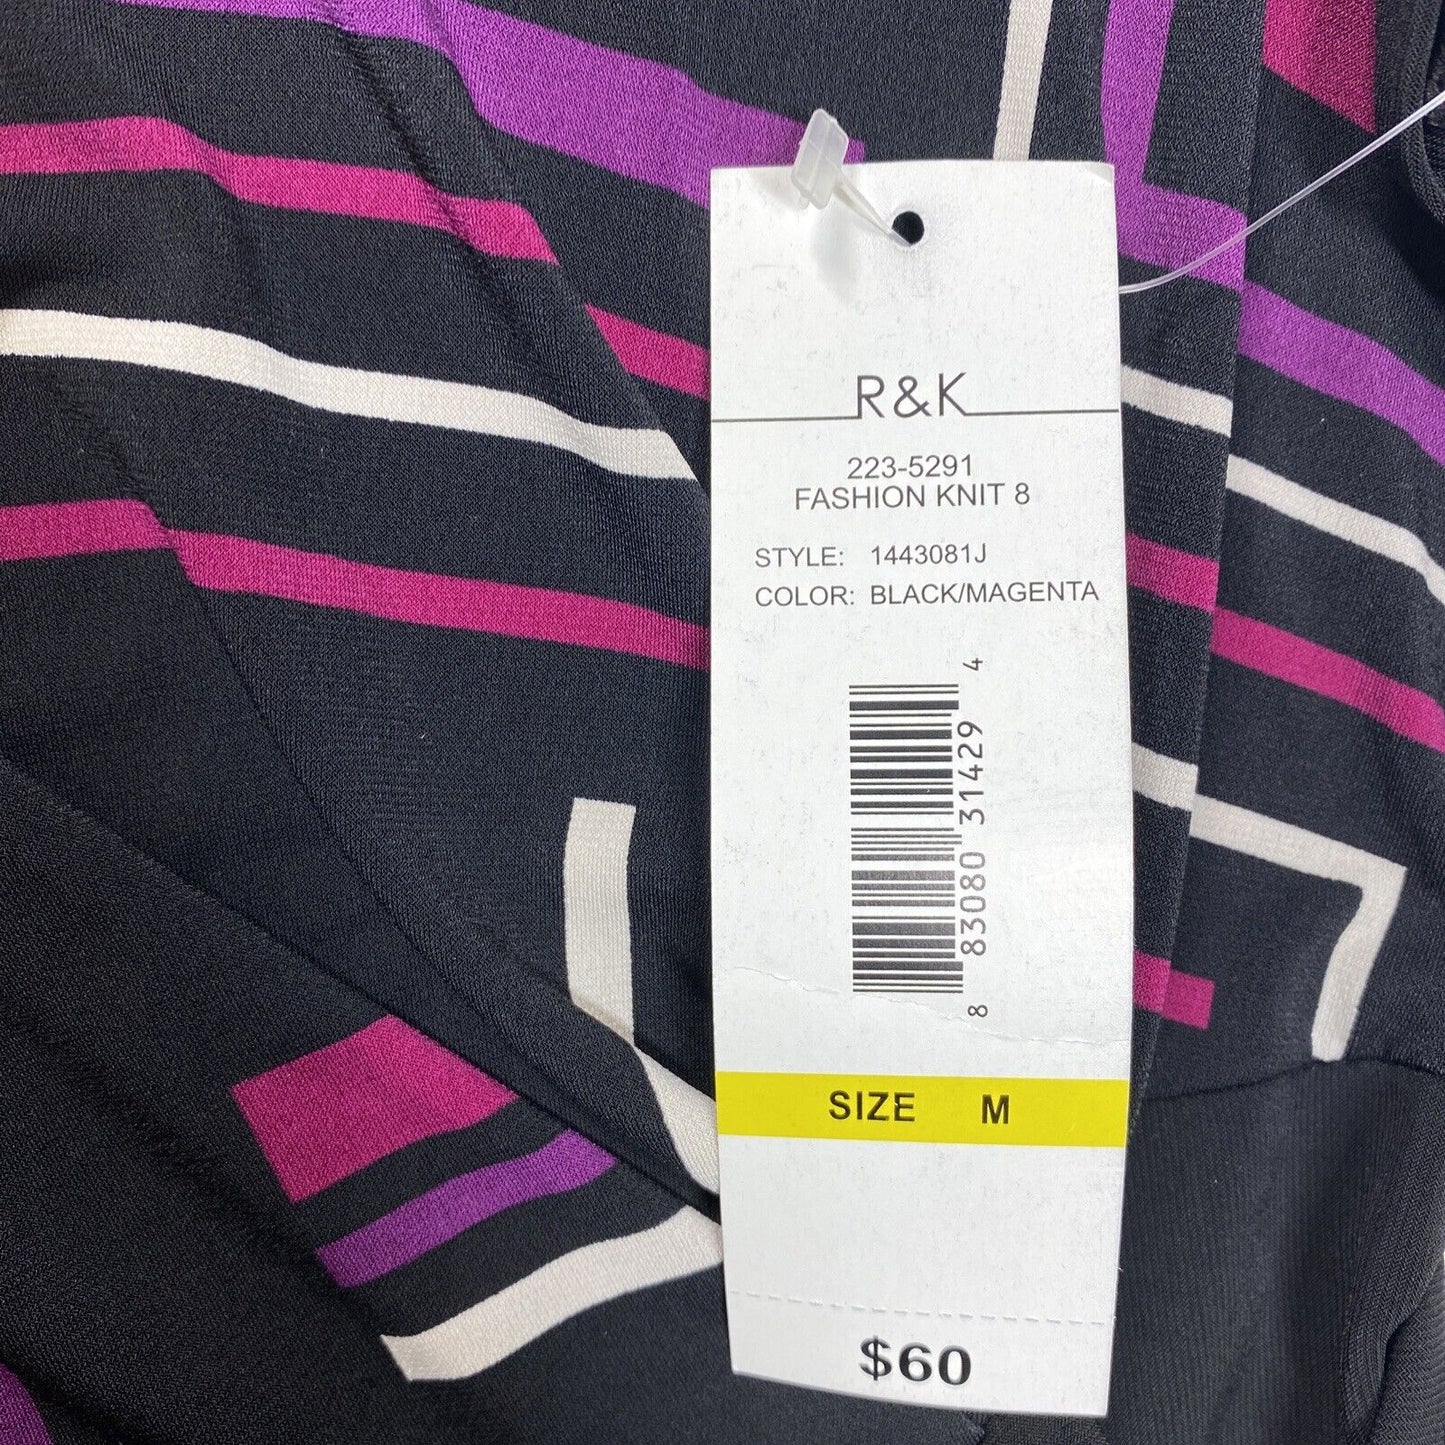 R&K
223-5291
FASHION KNIT 8
STYLE: 1443081J
COLOR: BLACK/MAGENTA
8 83080 31429 4
SIZE M
$60